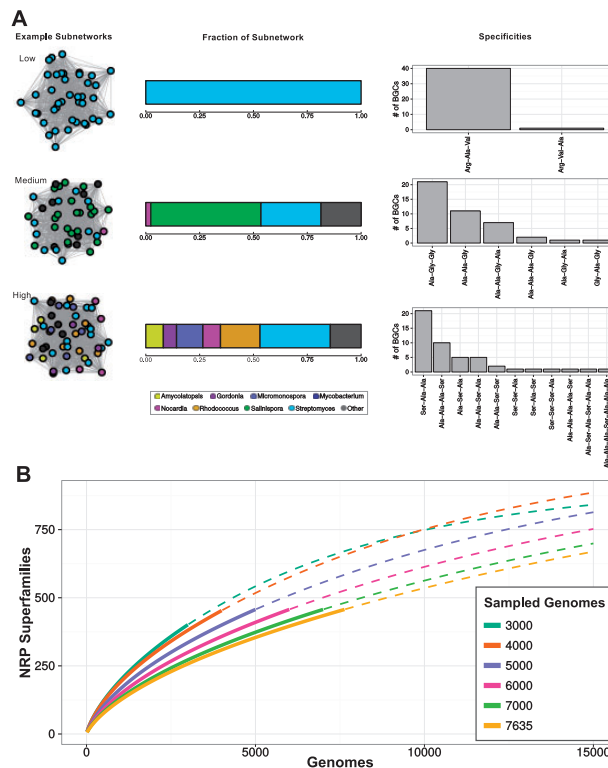 A
Example Subnetworks
Fraction of Subnetwork
Specificities
Low
0.00 0.25 0.50 0.75 1.00
# of BGCs
40
30
20
10
0
Arg-Ala-Val
Arg-Val-Ala
Medium
0.00 0.25 0.50 0.75 1.00
# of BGCs
20
15
10
5
0
Ala-Gly-Gly
Ala-Ala-Gly
Ala-Gly-Ala
Ala-Ala-Gly
Ala-Gly-Ala
Gly-Ala-Gly
High
0.00 0.25 0.50 0.75 1.00
# of BGCs
20
15
10
5
0
Ser-Ala-Ala
Ala-Ala-Ser
Ala-Ser-Ala
Ala-Ser-Ala-Ala
Ala-Ala-Ala-Ser
Ser-Ser-Ala
Ser-Ala-Ser
Ser-Ser-Ser-Ala
Ala-Ala-Ala-Ser
Ala-Ser-Ala-Ser-Ala
Ala-Ala-Ser-Ala-Ala-Ala
Amycolatopsis Gordonia Micromonospora Mycobacterium
Nocardia Rhodococcus Salinispora Streptomyces Other
B
NRP Superfamilies
750
500
250
0
0 5000 10000 15000
Genomes
Sampled Genomes
3000
4000
5000
6000
7000
7635